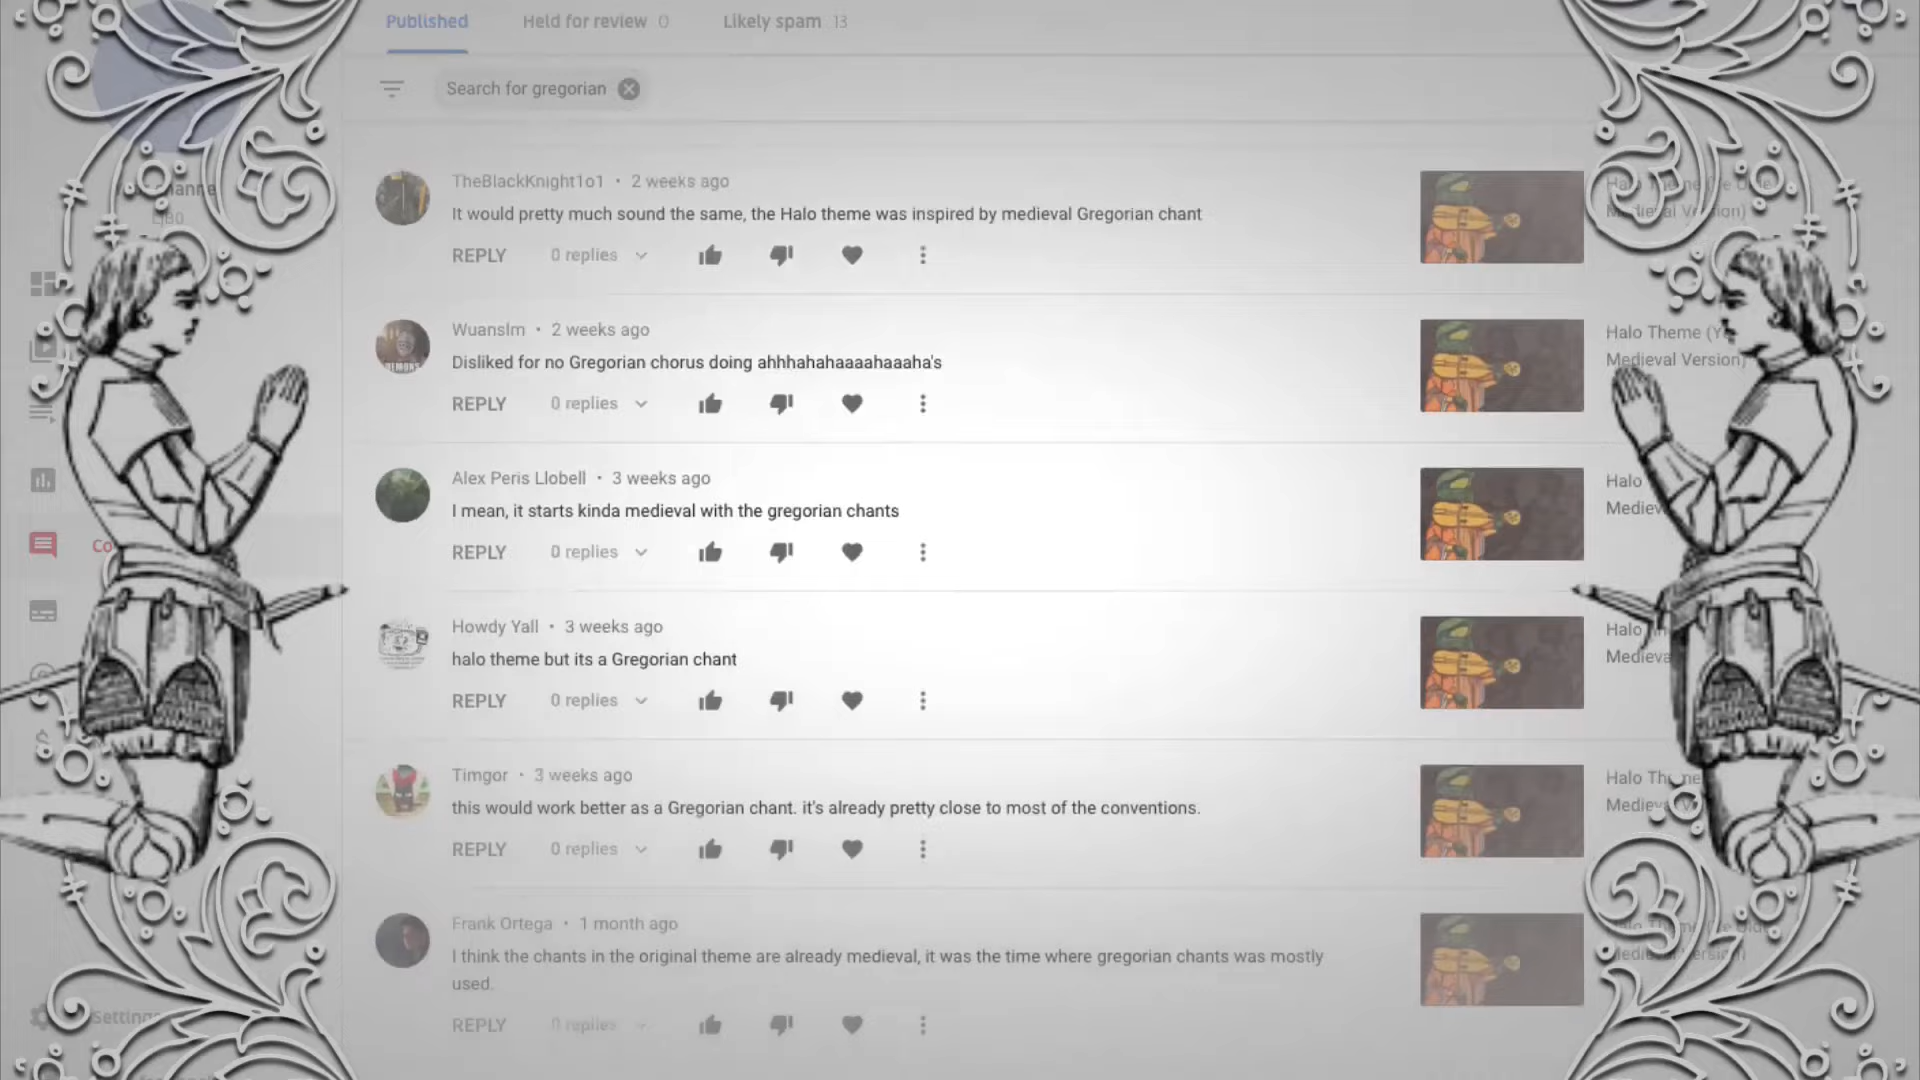 Published Held for review 0 Likely spam 13
Search for gregorian
TheBlackKnight1o1 • 2 weeks ago
It would pretty much sound the same, the Halo theme was inspired by medieval Gregorian chant
REPLY 0 replies
Wuanslm • 2 weeks ago
Disliked for no Gregorian chorus doing ahhhahahaaaahaaaha's
REPLY 0 replies
Halo Theme (Y
Medieval Version)
Alex Peris Llobell • 3 weeks ago
I mean, it starts kinda medieval with the gregorian chants
REPLY 0 replies
Halo
Howdy Yall • 3 weeks ago
halo theme but its a Gregorian chant
REPLY 0 replies
Halo
Timgor • 3 weeks ago
this would work better as a Gregorian chant. it's already pretty close to most of the conventions.
REPLY 0 replies
Halo
Frank Ortega • 1 month ago
I think the chants in the original theme are already medieval, it was the time where gregorian chants was mostly
used.
REPLY 0 replies
Settings